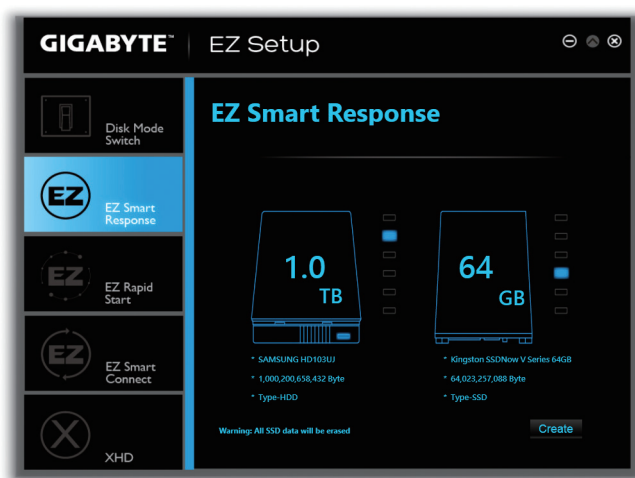 GIGABYTE™ EZ Setup
Disk Mode
Switch
EZ
EZ Smart
Response
EZ
EZ Rapid
Start
EZ
EZ Smart
Connect
X
XHD
EZ Smart Response
1.0
TB
64
GB
* SAMSUNG HD103UJ
* 1,000,200,658,432 Byte
* Type-HDD
* Kingston SSDNow V Series 64GB
* 64,023,257,088 Byte
* Type-SSD
Warning: All SSD data will be erased
Create